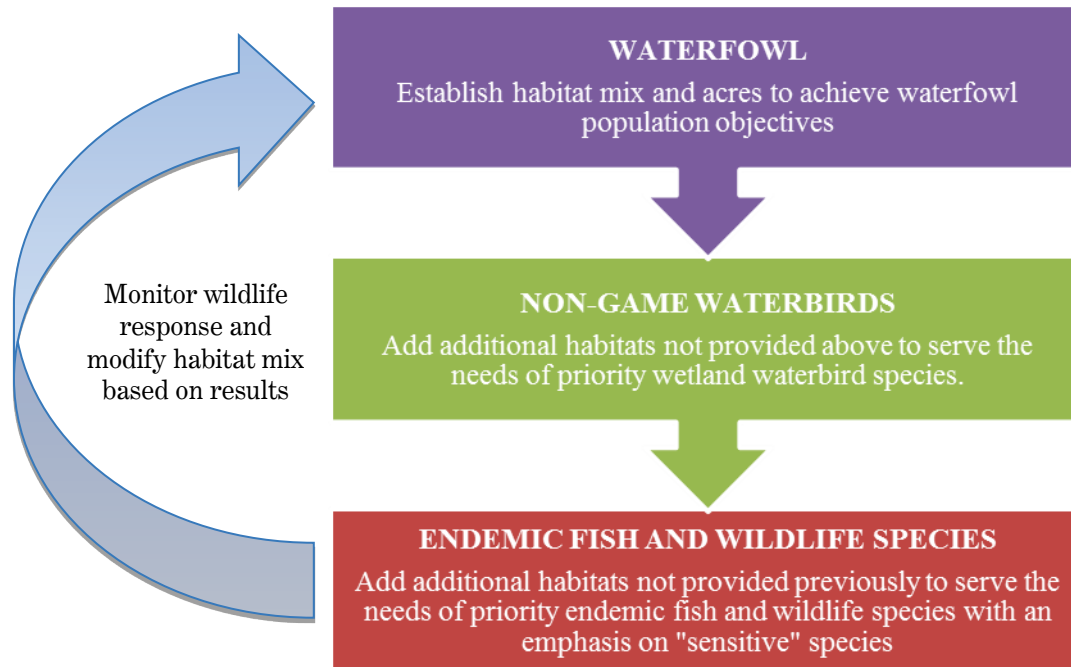 WATERFOWL
Establish habitat mix and acres to achieve waterfowl
population objectives
Monitor wildlife
response and
modify habitat mix
based on results
NON-GAME WATERBIRDS
Add additional habitats not provided above to serve the
needs of priority wetland waterbird species.
ENDEMIC FISH AND WILDLIFE SPECIES
Add additional habitats not provided previously to serve the
needs of priority endemic fish and wildlife species with an
emphasis on "sensitive" species